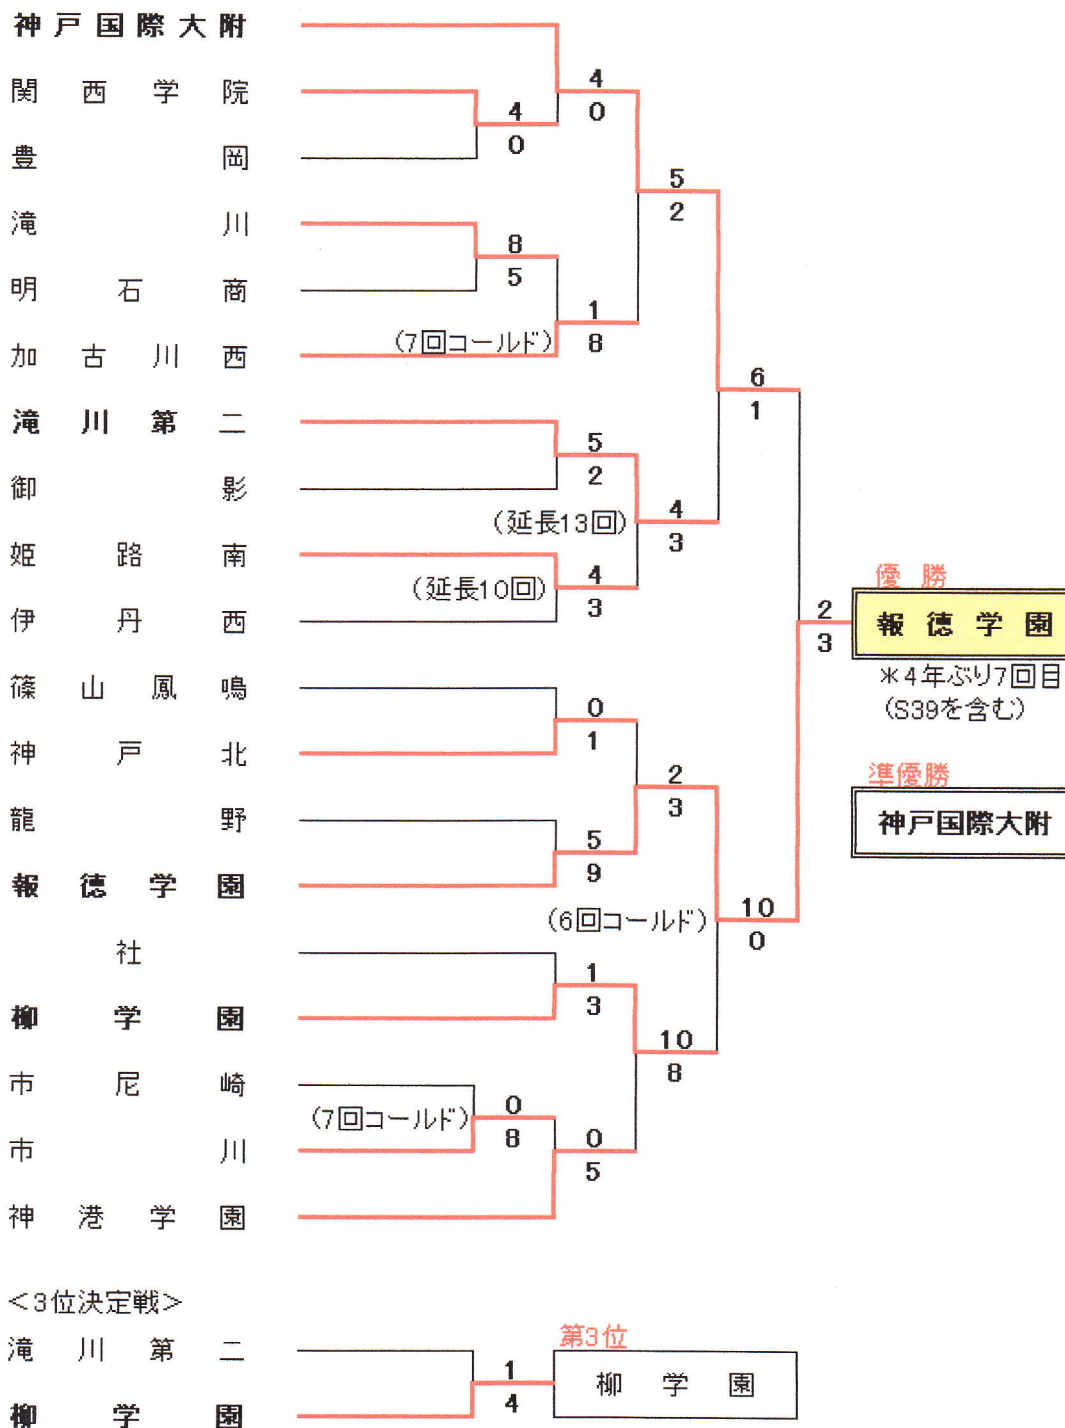 神戸国際大附
4
関西学院
4
0
0
豊岡
5
2
滝川
8
5
明石商
1
(7回コールド)
8
加古川西
6
1
滝川第二
5
2
御影
4
(延長13回)
3
姫路南
4
(延長10回)
3
伊丹西
優勝
2
3
報徳学園
*4年ぶり7回目
(S39を含む)
篠山鳳鳴
0
1
神戸北
2
3
準優勝
神戸国際大附
龍野
5
9
報徳学園
(6回コールド)
10
0
社
1
3
柳学園
10
8
市尼崎
(7回コールド)
0
8
市川
0
5
神港学園
<3位決定戦>
滝川第二
第3位
1
4
柳学園
柳学園